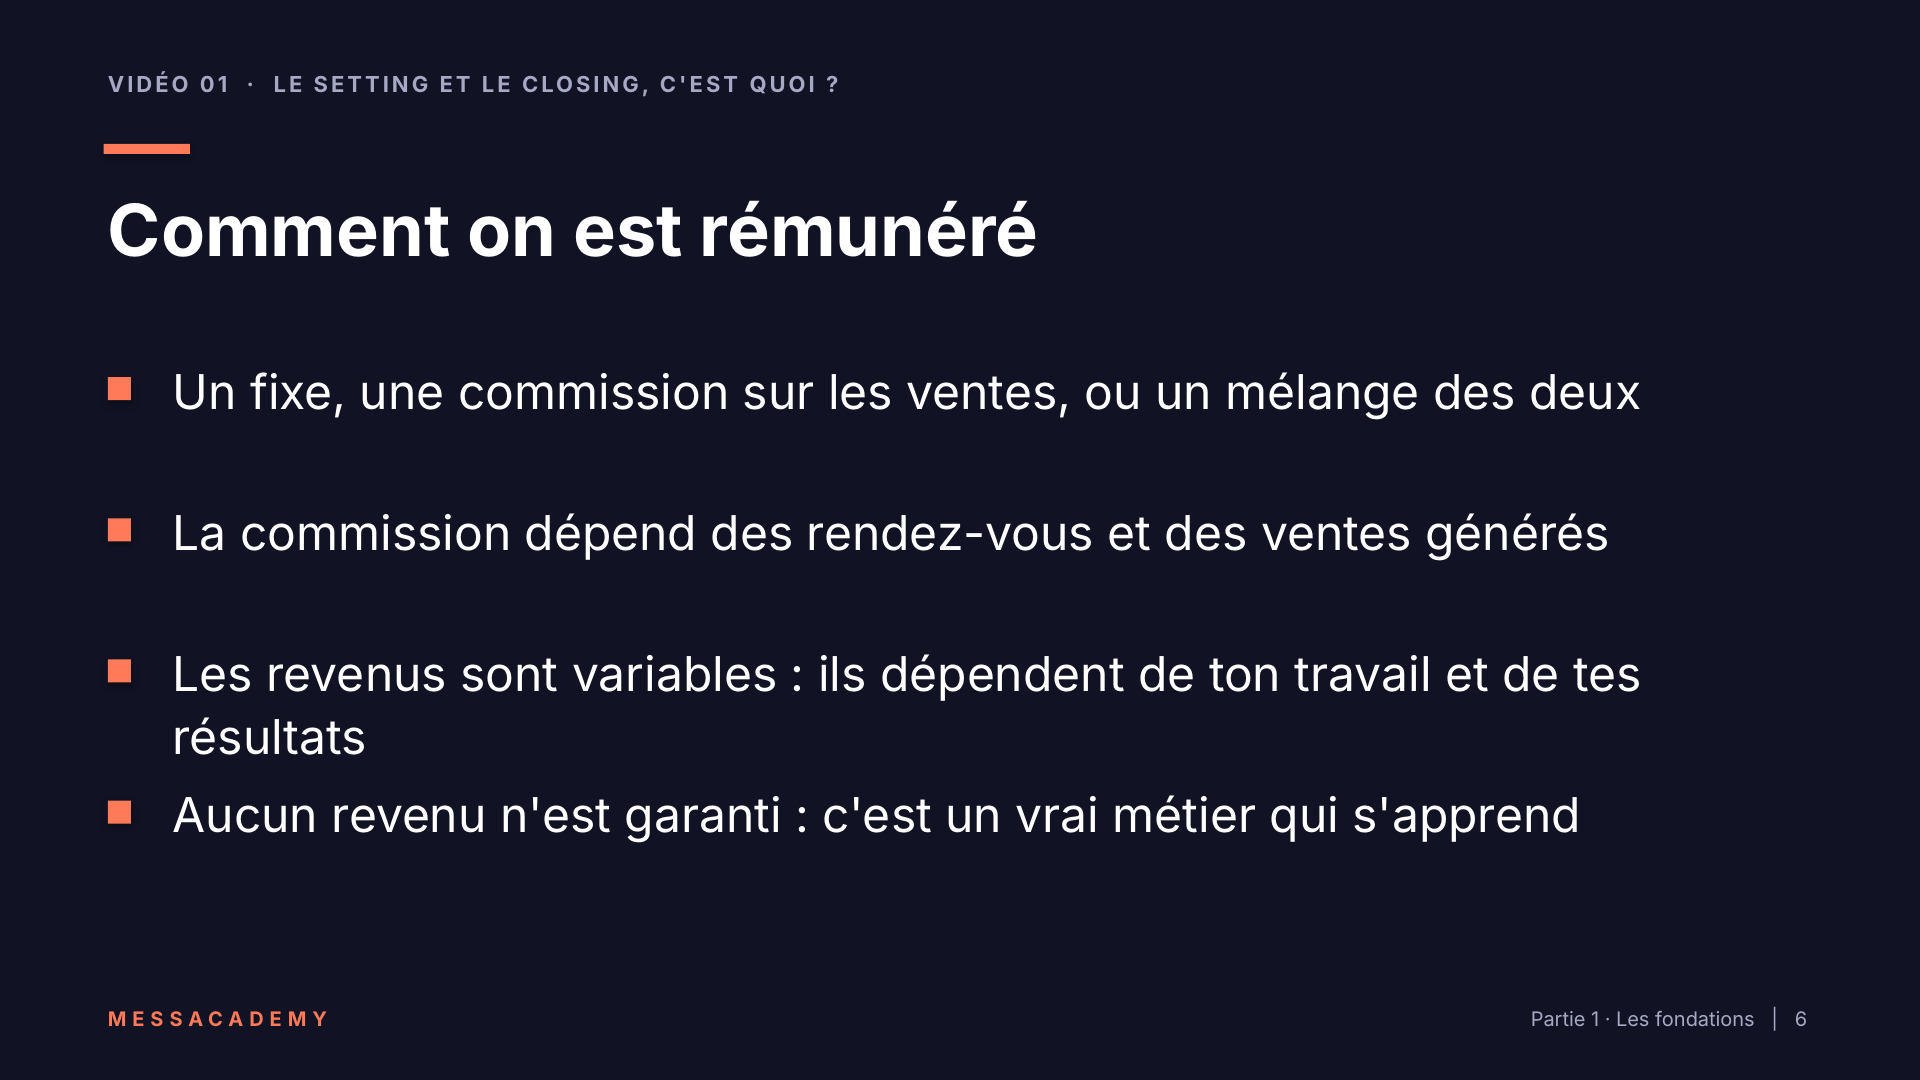 VIDÉO 01 · LE SETTING ET LE CLOSING, C'EST QUOI ?
Comment on est rémunéré
Un fixe, une commission sur les ventes, ou un mélange des deux
La commission dépend des rendez-vous et des ventes générés
Les revenus sont variables : ils dépendent de ton travail et de tes
résultats
Aucun revenu n'est garanti : c'est un vrai métier qui s'apprend
MESSACADEMY
Partie 1 · Les fondations | 6